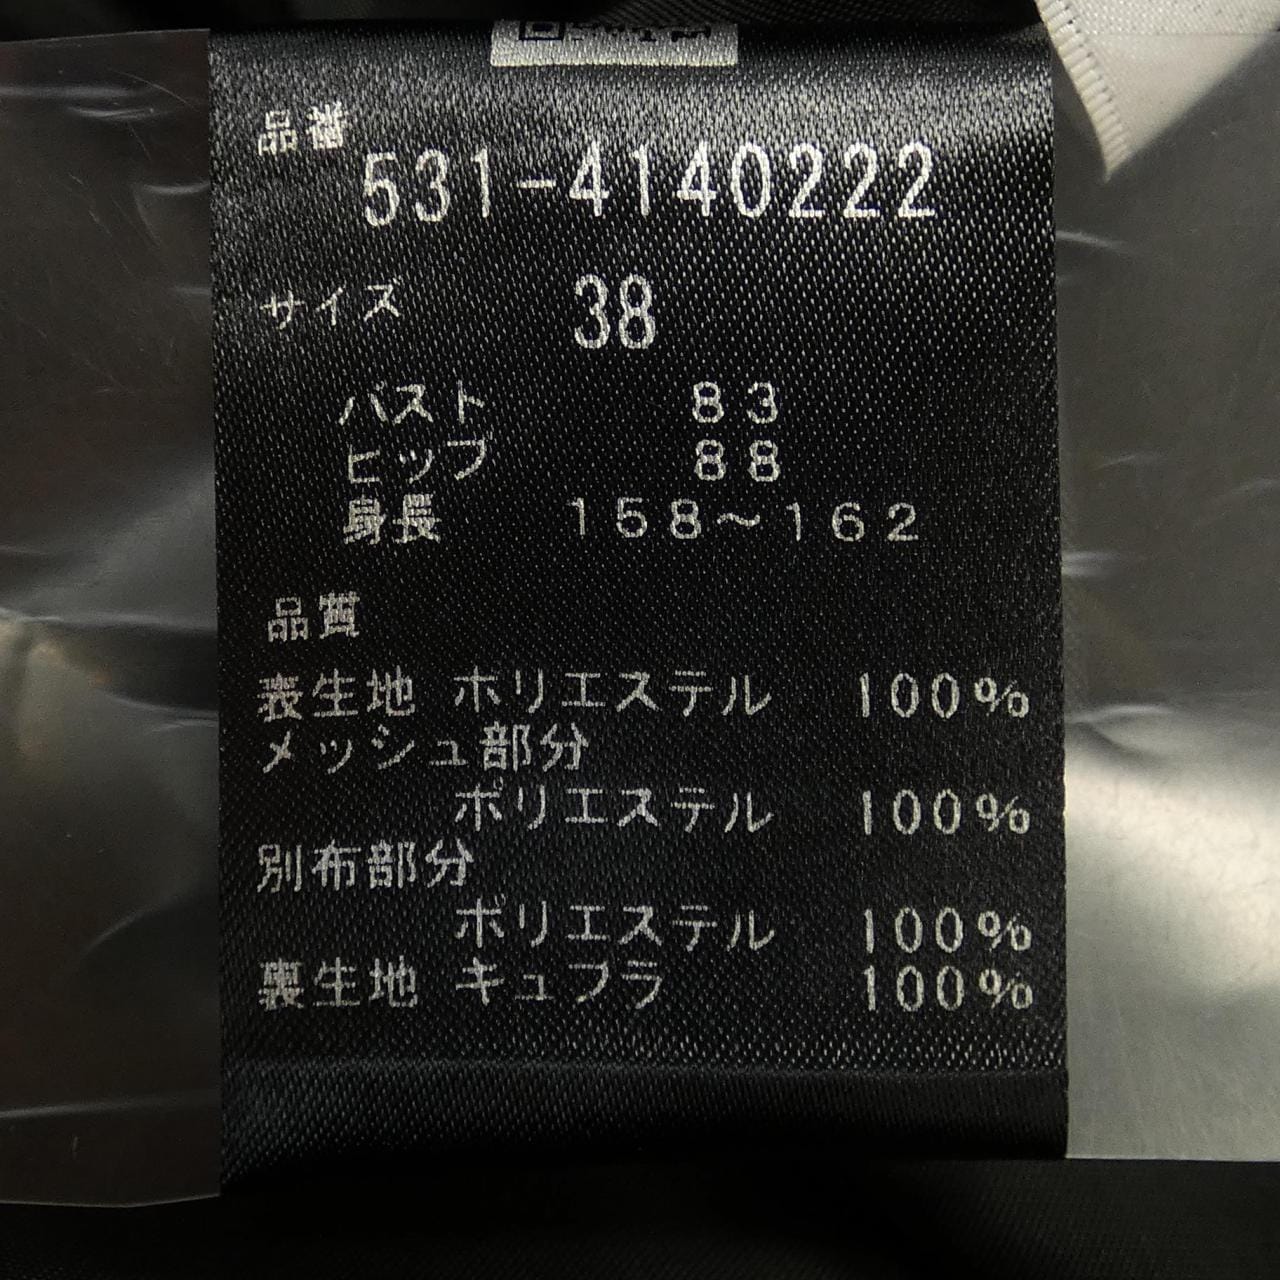 品番
531-4140222
サイズ 38
バスト 83
ヒップ 88
身長 158〜162
品質
表生地 ポリエステル 100%
メッシュ部分
ポリエステル 100%
別布部分
ポリエステル 100%
裏生地 キュプラ 100%